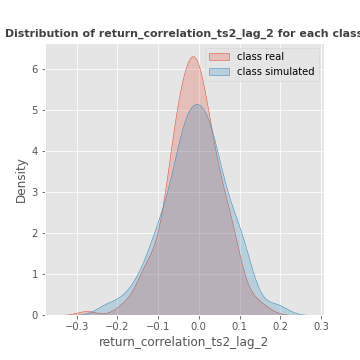 Distribution of return_correlation_ts2_lag_2 for each class
class real
class simulated
6
5
4
3
2
1
0
Density
−0.3 −0.2 −0.1 0.0 0.1 0.2 0.3
return_correlation_ts2_lag_2